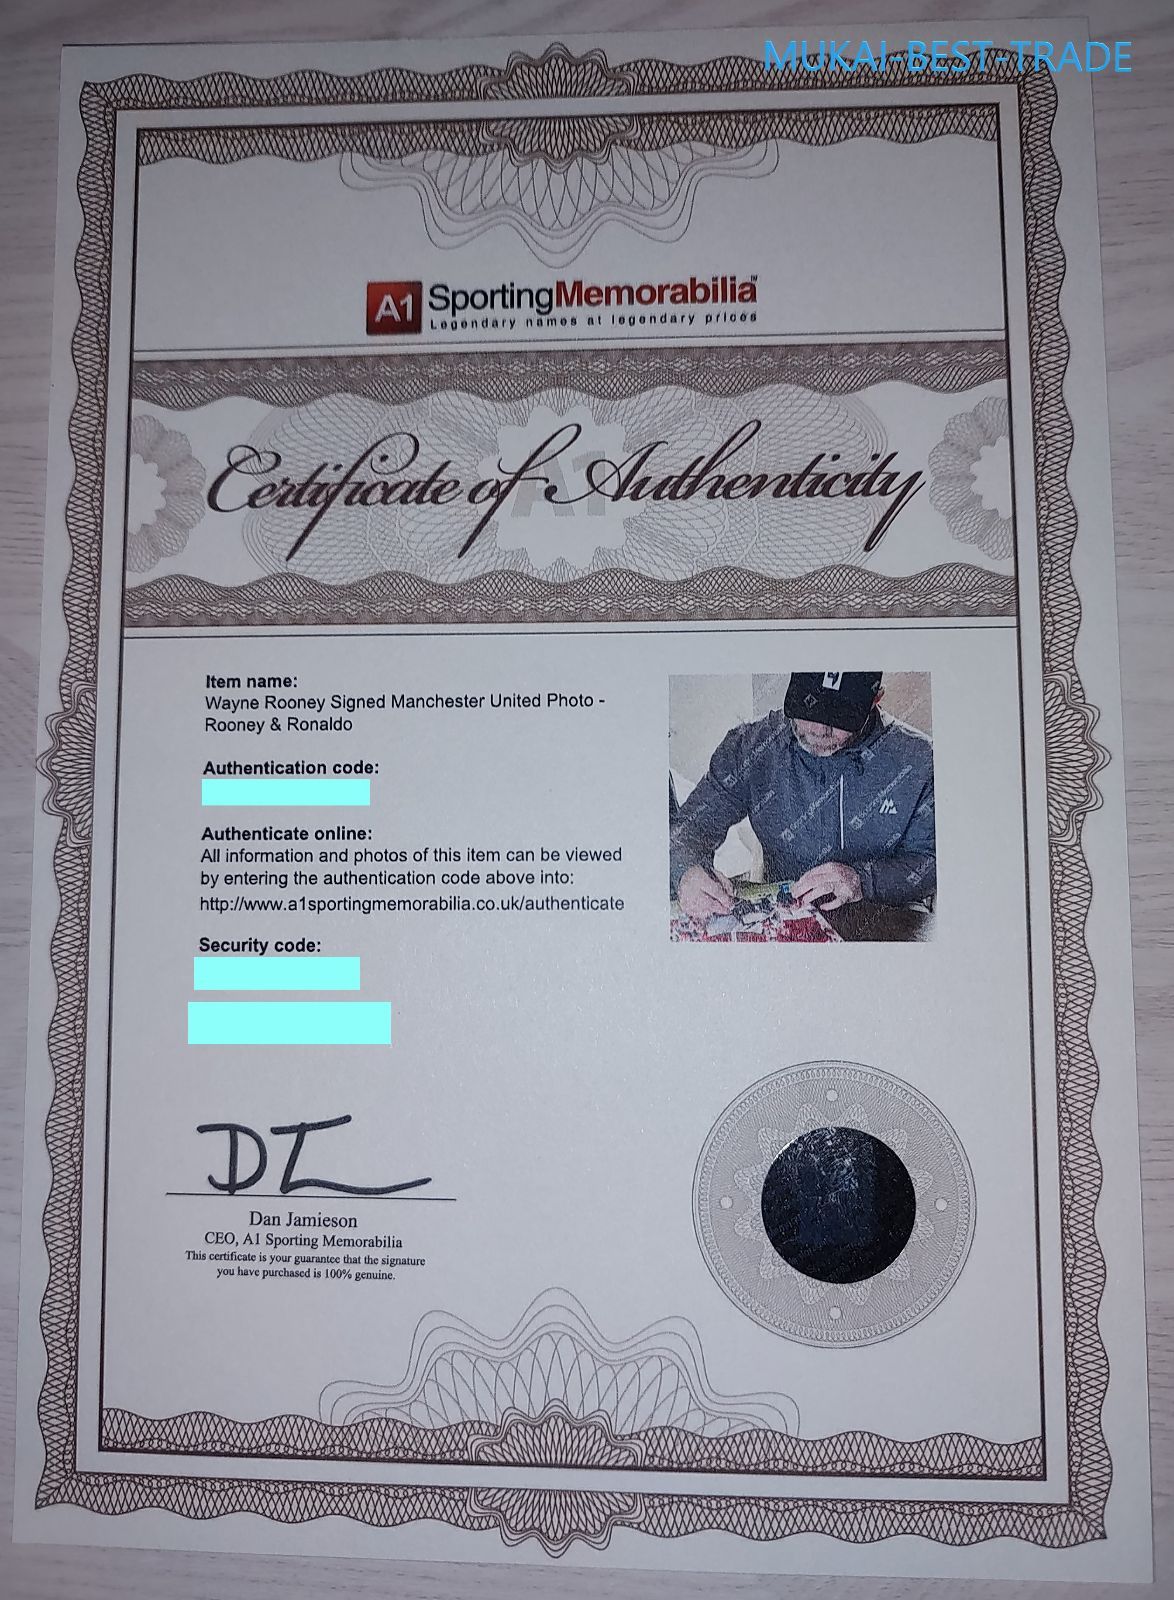 MUKAI-BEST-TRADE
A1 SportingMemorabilia™
Legendary names at legendary prices
Certificate of Authenticity
A1
Item name:
Wayne Rooney Signed Manchester United Photo -
Rooney & Ronaldo
Authentication code:
Authenticate online:
All information and photos of this item can be viewed
by entering the authentication code above into:
http://www.a1sportingmemorabilia.co.uk/authenticate
Security code:
Dan Jamieson
CEO, A1 Sporting Memorabilia
This certificate is your guarantee that the signature
you have purchased is 100% genuine.